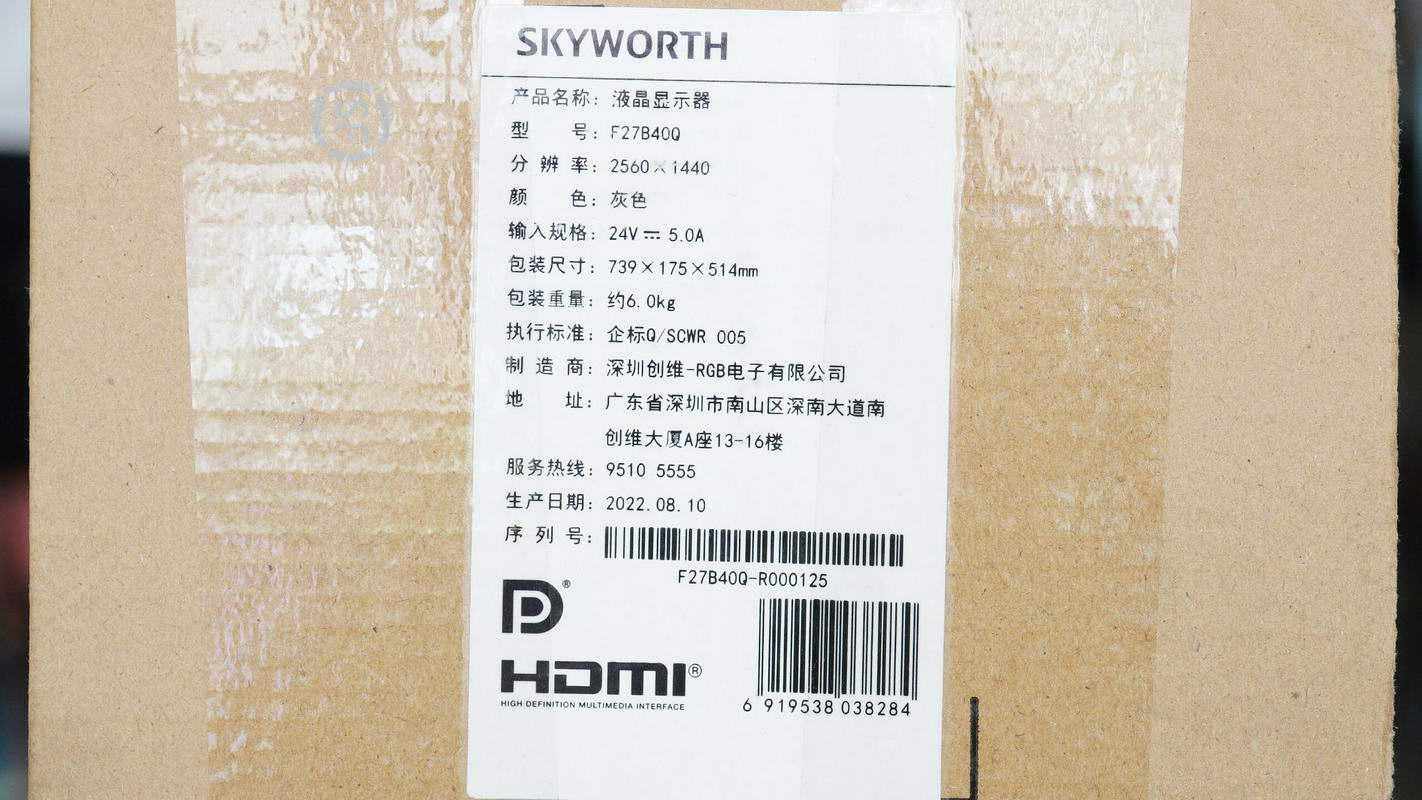 SKYWORTH
产品名称：液晶显示器
型 号：F27B40Q
分 辨 率：2560×1440
颜 色：灰色
输入规格：24V ⎓ 5.0A
包装尺寸：739×175×514mm
包装重量：约6.0kg
执行标准：企标Q/SCWR 005
制 造 商：深圳创维-RGB电子有限公司
地 址：广东省深圳市南山区深南大道南
创维大厦A座13-16楼
服务热线：9510 5555
生产日期：2022.08.10
序 列 号：
F27B40Q-R000125
DP®
HDMI®
HIGH DEFINITION MULTIMEDIA INTERFACE
6 919538 038284